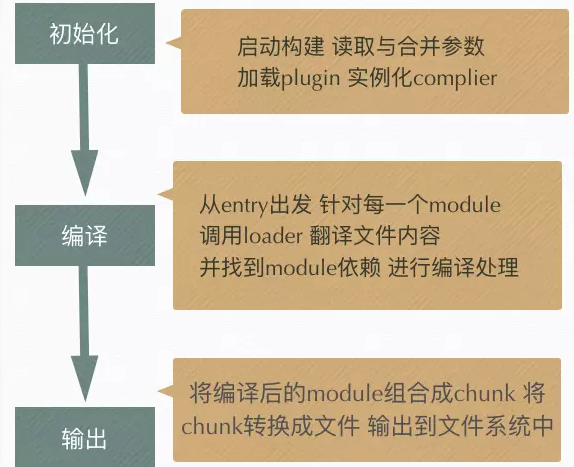 初始化
启动构建 读取与合并参数
加载plugin 实例化complier
编译
从entry出发 针对每一个module
调用loader 翻译文件内容
并找到module依赖 进行编译处理
输出
将编译后的module组合成chunk 将
chunk转换成文件 输出到文件系统中